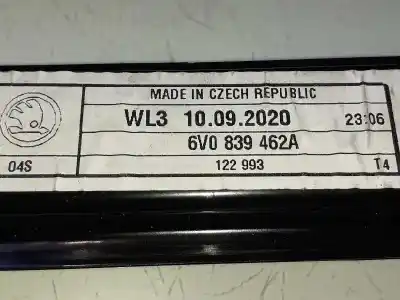 MADE IN CZECH REPUBLIC
WL3 10.09.2020 23:06
6V0 839 462A
04S 122 993 T4